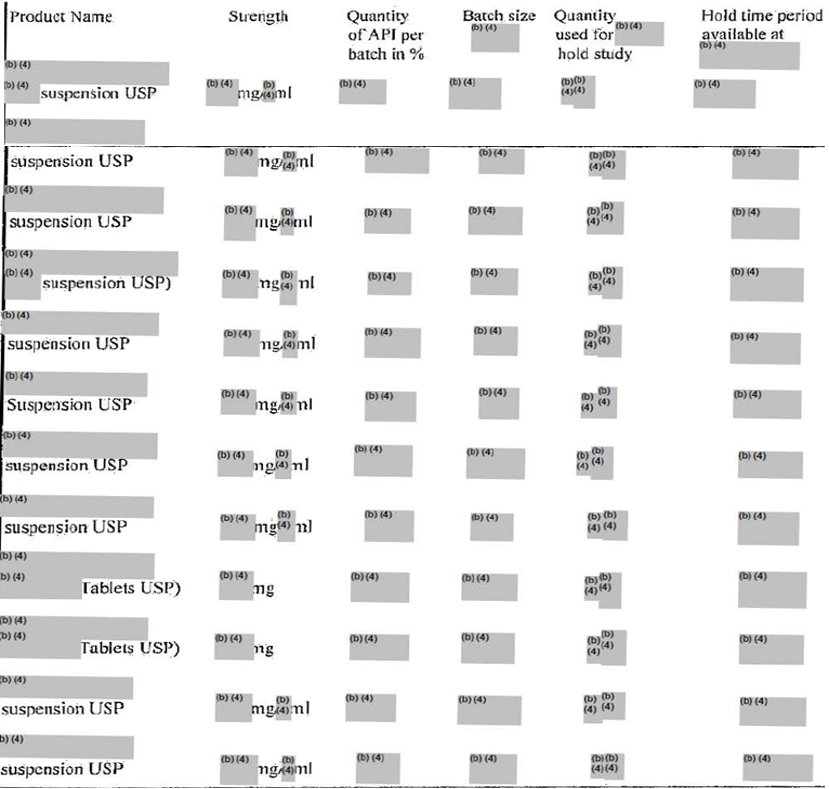 Product Name Strength Quantity Batch size Quantity Hold time period
of API per (b) (4) used for (b) (4) available at
batch in % hold study (b) (4)
(b) (4)
(b) (4) suspension USP (b) (4) mg (b) (4) ml (b) (4) (b) (4) (b) (4) (b) (4) (b) (4)
(b) (4)
suspension USP (b) (4) mg/ (b) (4) ml (b) (4) (b) (4) (b) (4) (b) (4) (b) (4)
(b) (4)
suspension USP (b) (4) mg/ (b) (4) ml (b) (4) (b) (4) (b) (4) (b) (4) (b) (4)
(b) (4)
(b) (4) suspension USP) (b) (4) mg (b) (4) ml (b) (4) (b) (4) (b) (4) (b) (4) (b) (4)
(b) (4)
suspension USP (b) (4) mg/ (b) (4) ml (b) (4) (b) (4) (b) (4) (b) (4) (b) (4)
(b) (4)
Suspension USP (b) (4) mg/ (b) (4) ml (b) (4) (b) (4) (b) (4) (b) (4) (b) (4)
(b) (4)
suspension USP (b) (4) mg/ (b) (4) ml (b) (4) (b) (4) (b) (4) (b) (4) (b) (4)
(b) (4)
suspension USP (b) (4) mg (b) (4) ml (b) (4) (b) (4) (b) (4) (b) (4) (b) (4)
(b) (4)
(b) (4) Tablets USP) (b) (4) mg (b) (4) (b) (4) (b) (4) (b) (4) (b) (4)
(b) (4)
(b) (4) Tablets USP) (b) (4) mg (b) (4) (b) (4) (b) (4) (b) (4) (b) (4)
(b) (4)
suspension USP (b) (4) mg/ (b) (4) ml (b) (4) (b) (4) (b) (4) (b) (4) (b) (4)
(b) (4)
suspension USP (b) (4) mg/ (b) (4) ml (b) (4) (b) (4) (b) (4) (b) (4) (b) (4)